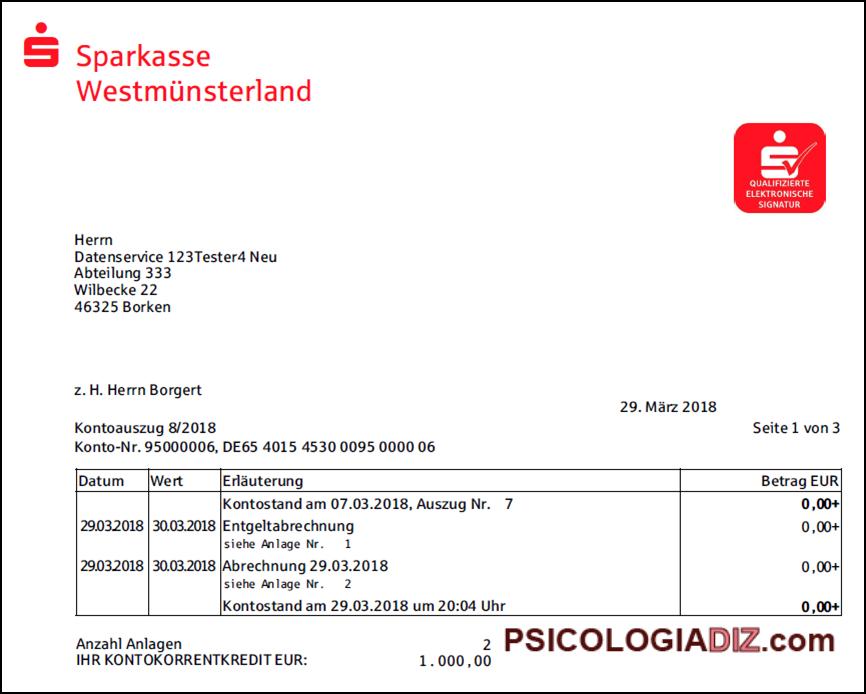 Sparkasse
Westmünsterland
QUALIFIZIERTE
ELEKTRONISCHE
SIGNATUR
Herrn
Datenservice 123Tester4 Neu
Abteilung 333
Wilbecke 22
46325 Borken
z. H. Herrn Borgert
29. März 2018
Kontoauszug 8/2018 Seite 1 von 3
Konto-Nr. 95000006, DE65 4015 4530 0095 0000 06
Datum Wert Erläuterung Betrag EUR
Kontostand am 07.03.2018, Auszug Nr. 7 0,00+
29.03.2018 30.03.2018 Entgeltabrechnung 0,00+
siehe Anlage Nr. 1
29.03.2018 30.03.2018 Abrechnung 29.03.2018 0,00+
siehe Anlage Nr. 2
Kontostand am 29.03.2018 um 20:04 Uhr 0,00+
Anzahl Anlagen 2
IHR KONTOKORRENTKREDIT EUR: 1.000,00
PSICOLOGIADIZ.com